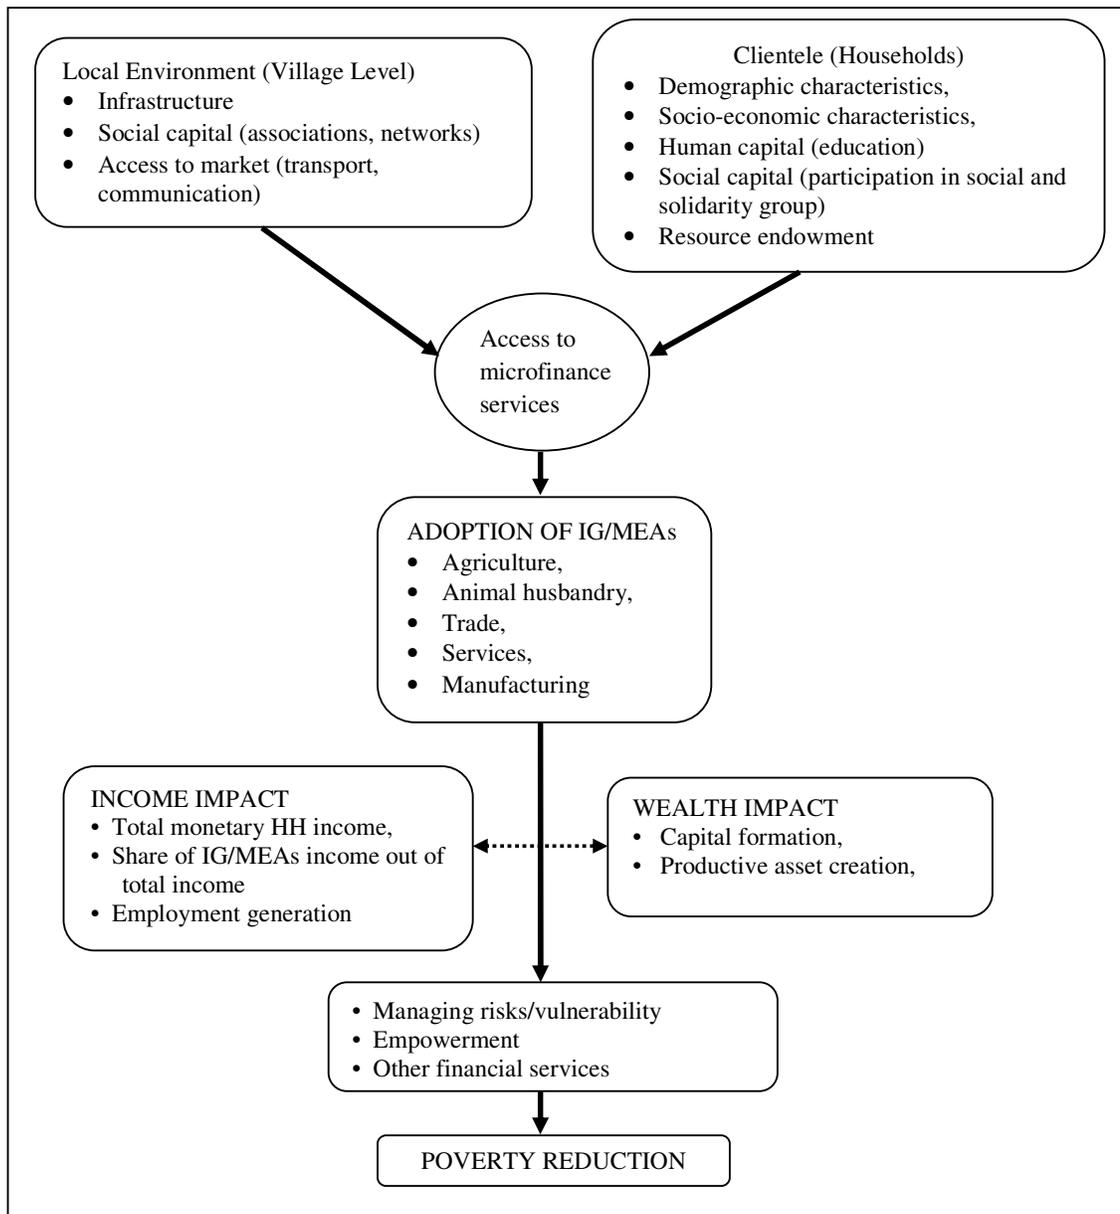 Local Environment (Village Level)
• Infrastructure
• Social capital (associations, networks)
• Access to market (transport,
communication)
Clientele (Households)
• Demographic characteristics,
• Socio-economic characteristics,
• Human capital (education)
• Social capital (participation in social and
solidarity group)
• Resource endowment
Access to
microfinance
services
ADOPTION OF IG/MEAs
• Agriculture,
• Animal husbandry,
• Trade,
• Services,
• Manufacturing
INCOME IMPACT
• Total monetary HH income,
• Share of IG/MEAs income out of
total income
• Employment generation
WEALTH IMPACT
• Capital formation,
• Productive asset creation,
• Managing risks/vulnerability
• Empowerment
• Other financial services
POVERTY REDUCTION